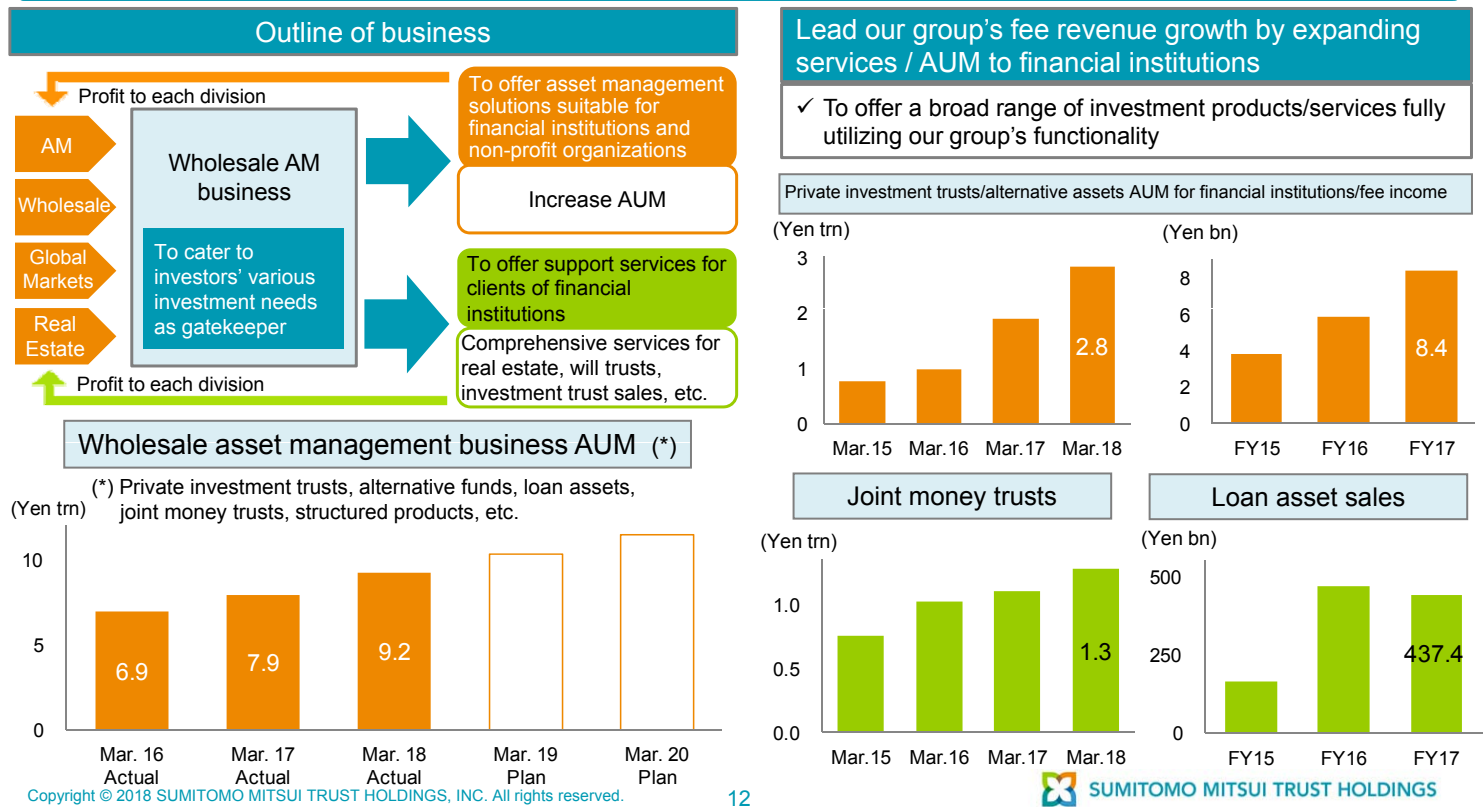 Outline of business
Profit to each division
AM
Wholesale
Global
Markets
Real
Estate
Wholesale AM
business
To cater to
investors' various
investment needs
as gatekeeper
To offer asset management
solutions suitable for
financial institutions and
non-profit organizations
Increase AUM
To offer support services for
clients of financial
institutions
Comprehensive services for
real estate, will trusts,
investment trust sales, etc.
Profit to each division
Wholesale asset management business AUM (*)
(*) Private investment trusts, alternative funds, loan assets,
joint money trusts, structured products, etc.
(Yen trn)
10
5
0
6.9
7.9
9.2
Mar. 16 Mar. 17 Mar. 18 Mar. 19 Mar. 20
Actual Actual Actual Plan Plan
Lead our group's fee revenue growth by expanding
services / AUM to financial institutions
✓ To offer a broad range of investment products/services fully
utilizing our group's functionality
Private investment trusts/alternative assets AUM for financial institutions/fee income
(Yen trn)
3
2
1
0
2.8
Mar.15 Mar.16 Mar.17 Mar.18
(Yen bn)
8
6
4
2
0
8.4
FY15 FY16 FY17
Joint money trusts
(Yen trn)
1.0
0.5
0.0
1.3
Mar.15 Mar.16 Mar.17 Mar.18
Loan asset sales
(Yen bn)
500
250
0
437.4
FY15 FY16 FY17
Copyright © 2018 SUMITOMO MITSUI TRUST HOLDINGS, INC. All rights reserved.
12
SUMITOMO MITSUI TRUST HOLDINGS